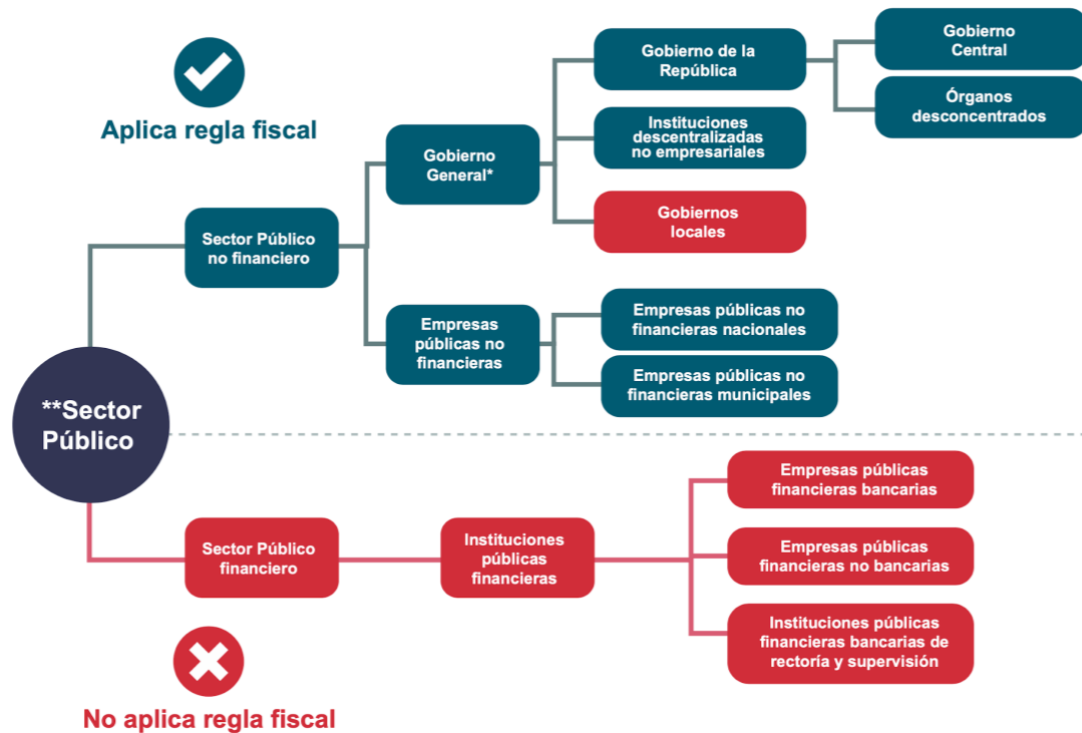 Aplica regla fiscal
Gobierno
Central
Gobierno de la
República
Órganos
desconcentrados
Instituciones
descentralizadas
no empresariales
Gobierno
General*
Gobiernos
locales
Sector Público
no financiero
Empresas
públicas no
financieras
Empresas públicas no
financieras nacionales
Empresas públicas no
financieras municipales
**Sector
Público
Empresas públicas
financieras bancarias
Sector Público
financiero
Instituciones
públicas
financieras
Empresas públicas
financieras no bancarias
Instituciones públicas
financieras bancarias de
rectoría y supervisión
No aplica regla fiscal